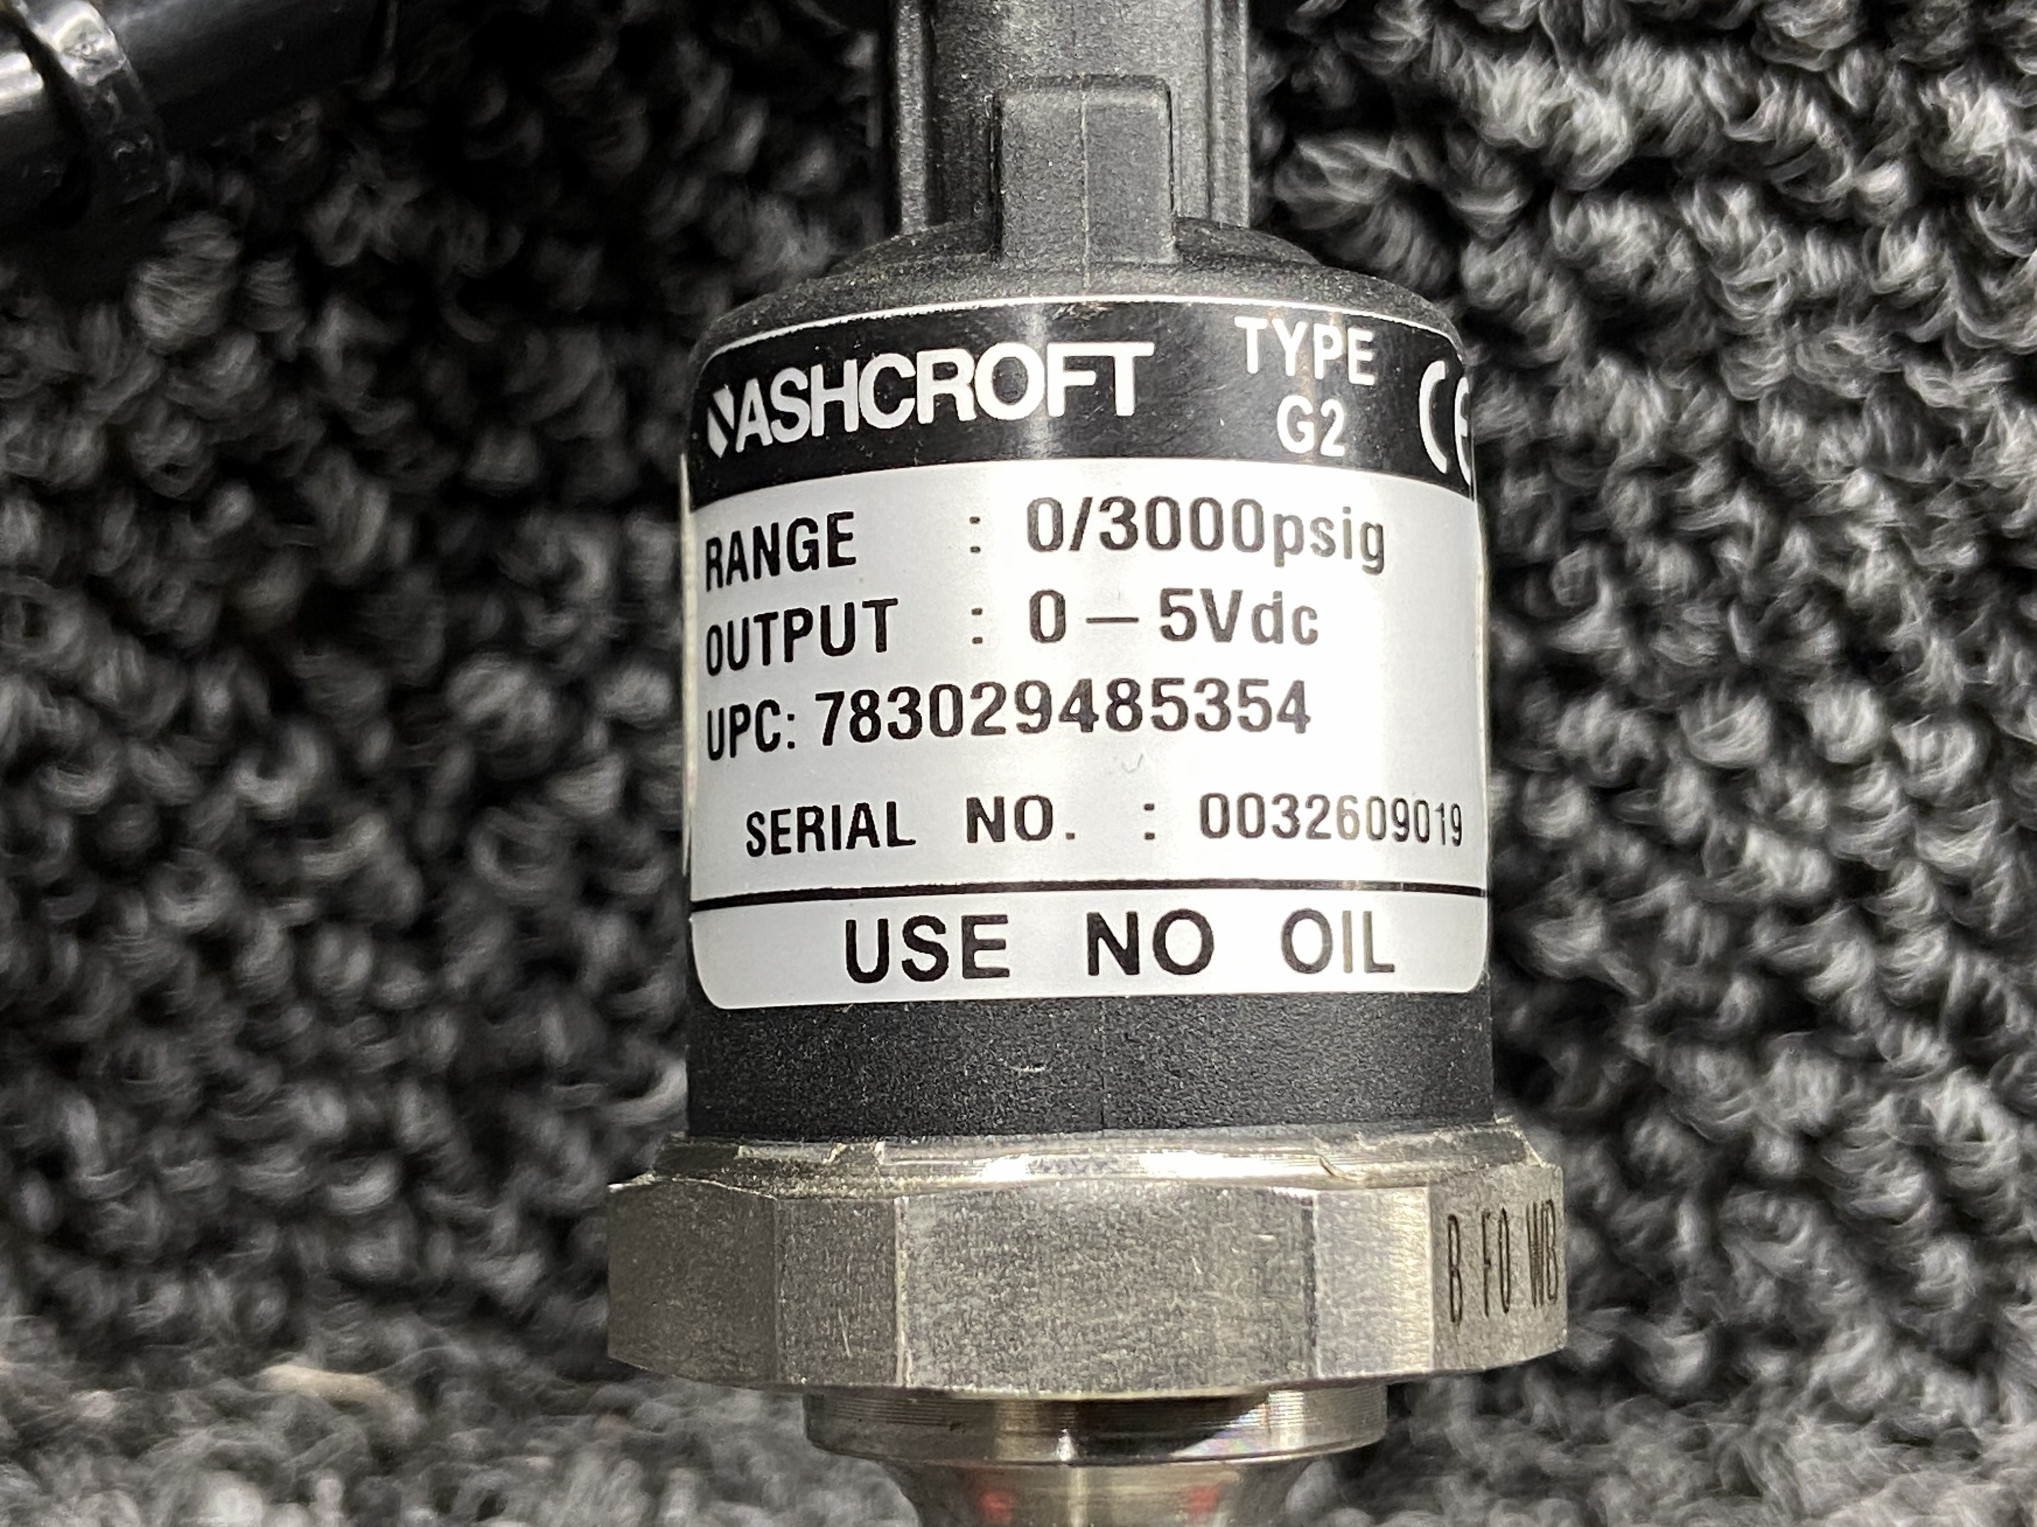 ASHCROFT
TYPE
G2
CE
RANGE : 0/3000psig
OUTPUT : 0 – 5Vdc
UPC: 783029485354
SERIAL NO. : 0032609019
USE NO OIL
B F0 WB